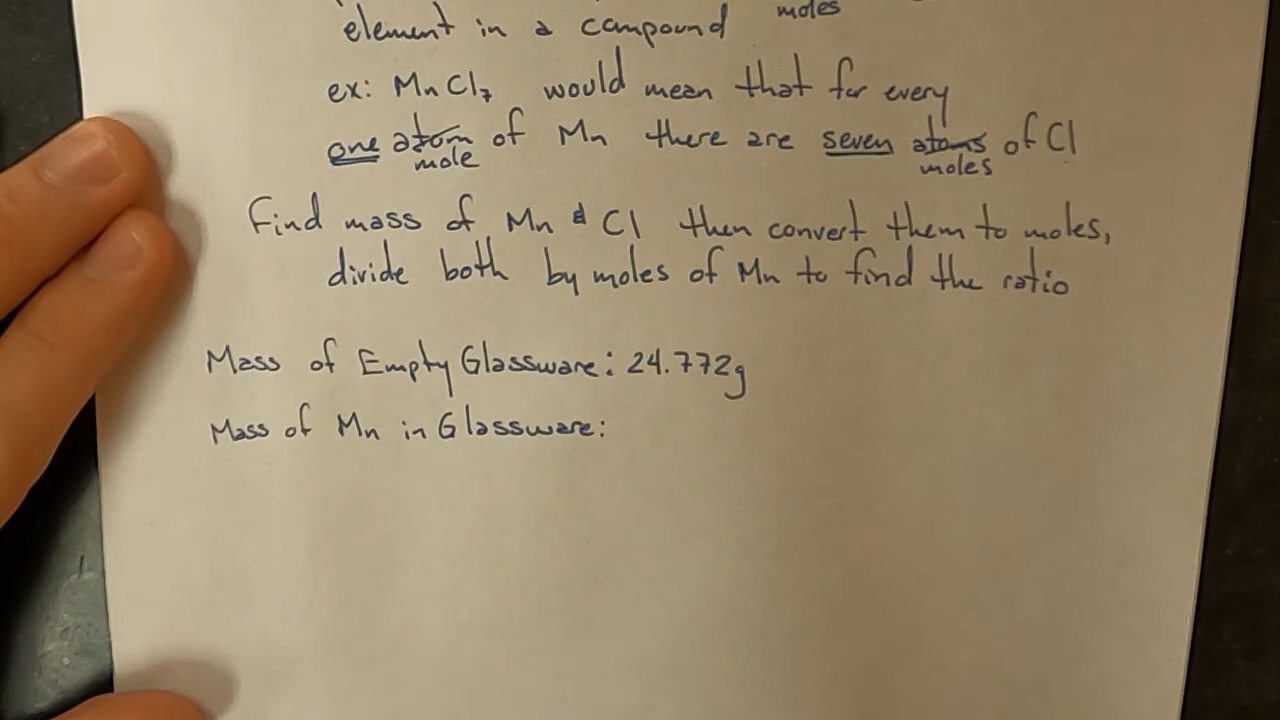 element in a compound moles
ex: MnCl₇ would mean that for every
one atom of Mn there are seven atoms of Cl
mole moles
Find mass of Mn & Cl then convert them to moles,
divide both by moles of Mn to find the ratio
Mass of Empty Glassware: 24.772g
Mass of Mn in Glassware: